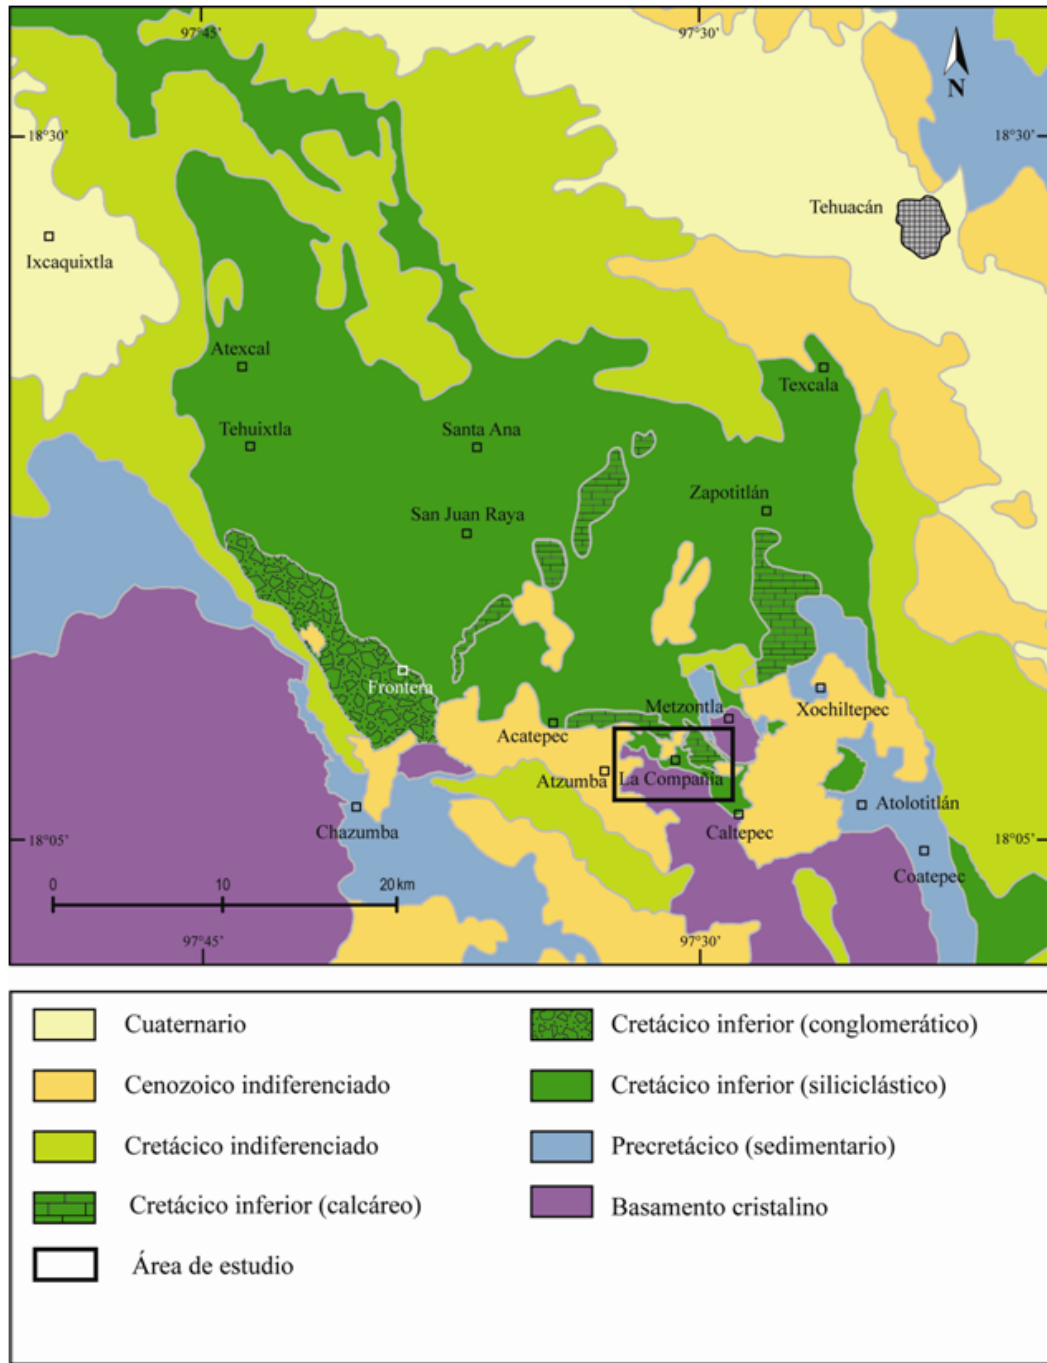 97°45’ 97°30’
N
18°30’ 18°30’
Tehuacán
Ixcaquixtla
Atexcal
Texcala
Tehuixtla Santa Ana
Zapotitlán
San Juan Raya
Frontera
Xochiltepec
Metzontla
Acatepec
Atzumba La Compañia
Atolotitlán
Chazumba Caltepec
18°05’ 18°05’
Coatepec
0 10 20 km
97°45’ 97°30’
Cuaternario
Cenozoico indiferenciado
Cretácico indiferenciado
Cretácico inferior (calcáreo)
Área de estudio
Cretácico inferior (conglomerático)
Cretácico inferior (siliciclástico)
Precretácico (sedimentario)
Basamento cristalino